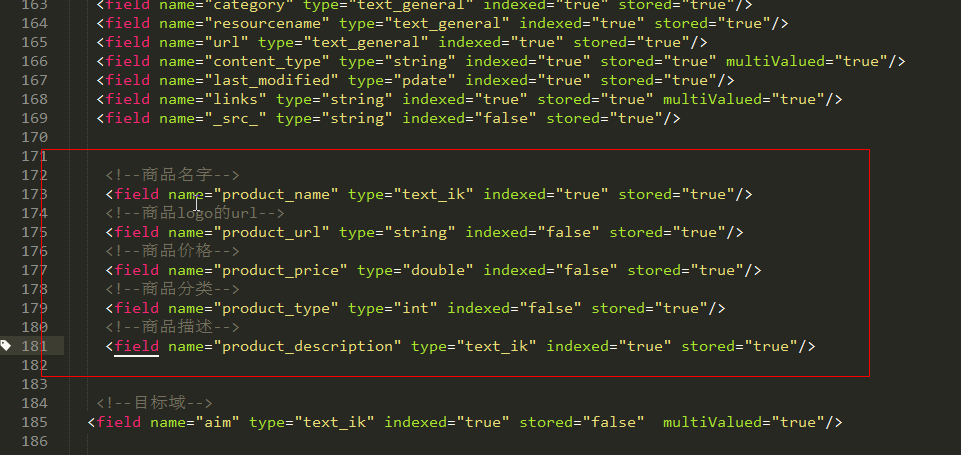 163 <field name="category" type="text_general" indexed="true" stored="true"/>
164 <field name="resourcename" type="text_general" indexed="true" stored="true"/>
165 <field name="url" type="text_general" indexed="true" stored="true"/>
166 <field name="content_type" type="string" indexed="true" stored="true" multiValued="true"/>
167 <field name="last_modified" type="pdate" indexed="true" stored="true"/>
168 <field name="links" type="string" indexed="true" stored="true" multiValued="true"/>
169 <field name="_src_" type="string" indexed="false" stored="true"/>
170
171
172 <!--商品名字-->
173 <field name="product_name" type="text_ik" indexed="true" stored="true"/>
174 <!--商品logo的url-->
175 <field name="product_url" type="string" indexed="false" stored="true"/>
176 <!--商品价格-->
177 <field name="product_price" type="double" indexed="false" stored="true"/>
178 <!--商品分类-->
179 <field name="product_type" type="int" indexed="false" stored="true"/>
180 <!--商品描述-->
181 <field name="product_description" type="text_ik" indexed="true" stored="true"/>
182
183
184 <!--目标域-->
185 <field name="aim" type="text_ik" indexed="true" stored="false"  multiValued="true"/>
186